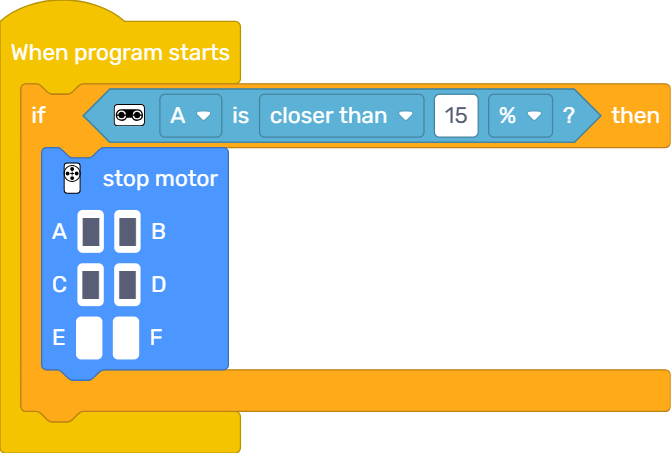 When program starts
if A is closer than 15 % ? then
stop motor
A B
C D
E F